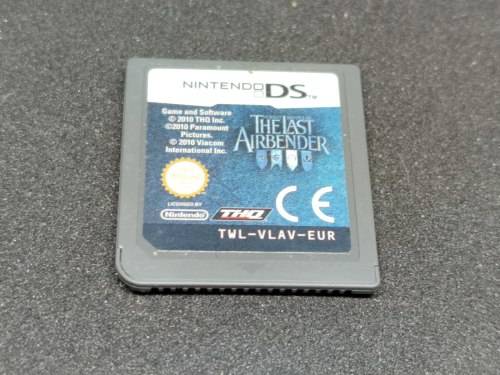 NINTENDO DS™
Game and Software
© 2010 THQ Inc.
©2010 Paramount
Pictures.
© 2010 Viacom
International Inc.
THE LAST
AIRBENDER
LICENSED BY
Nintendo
THQ
CE
TWL-VLAV-EUR